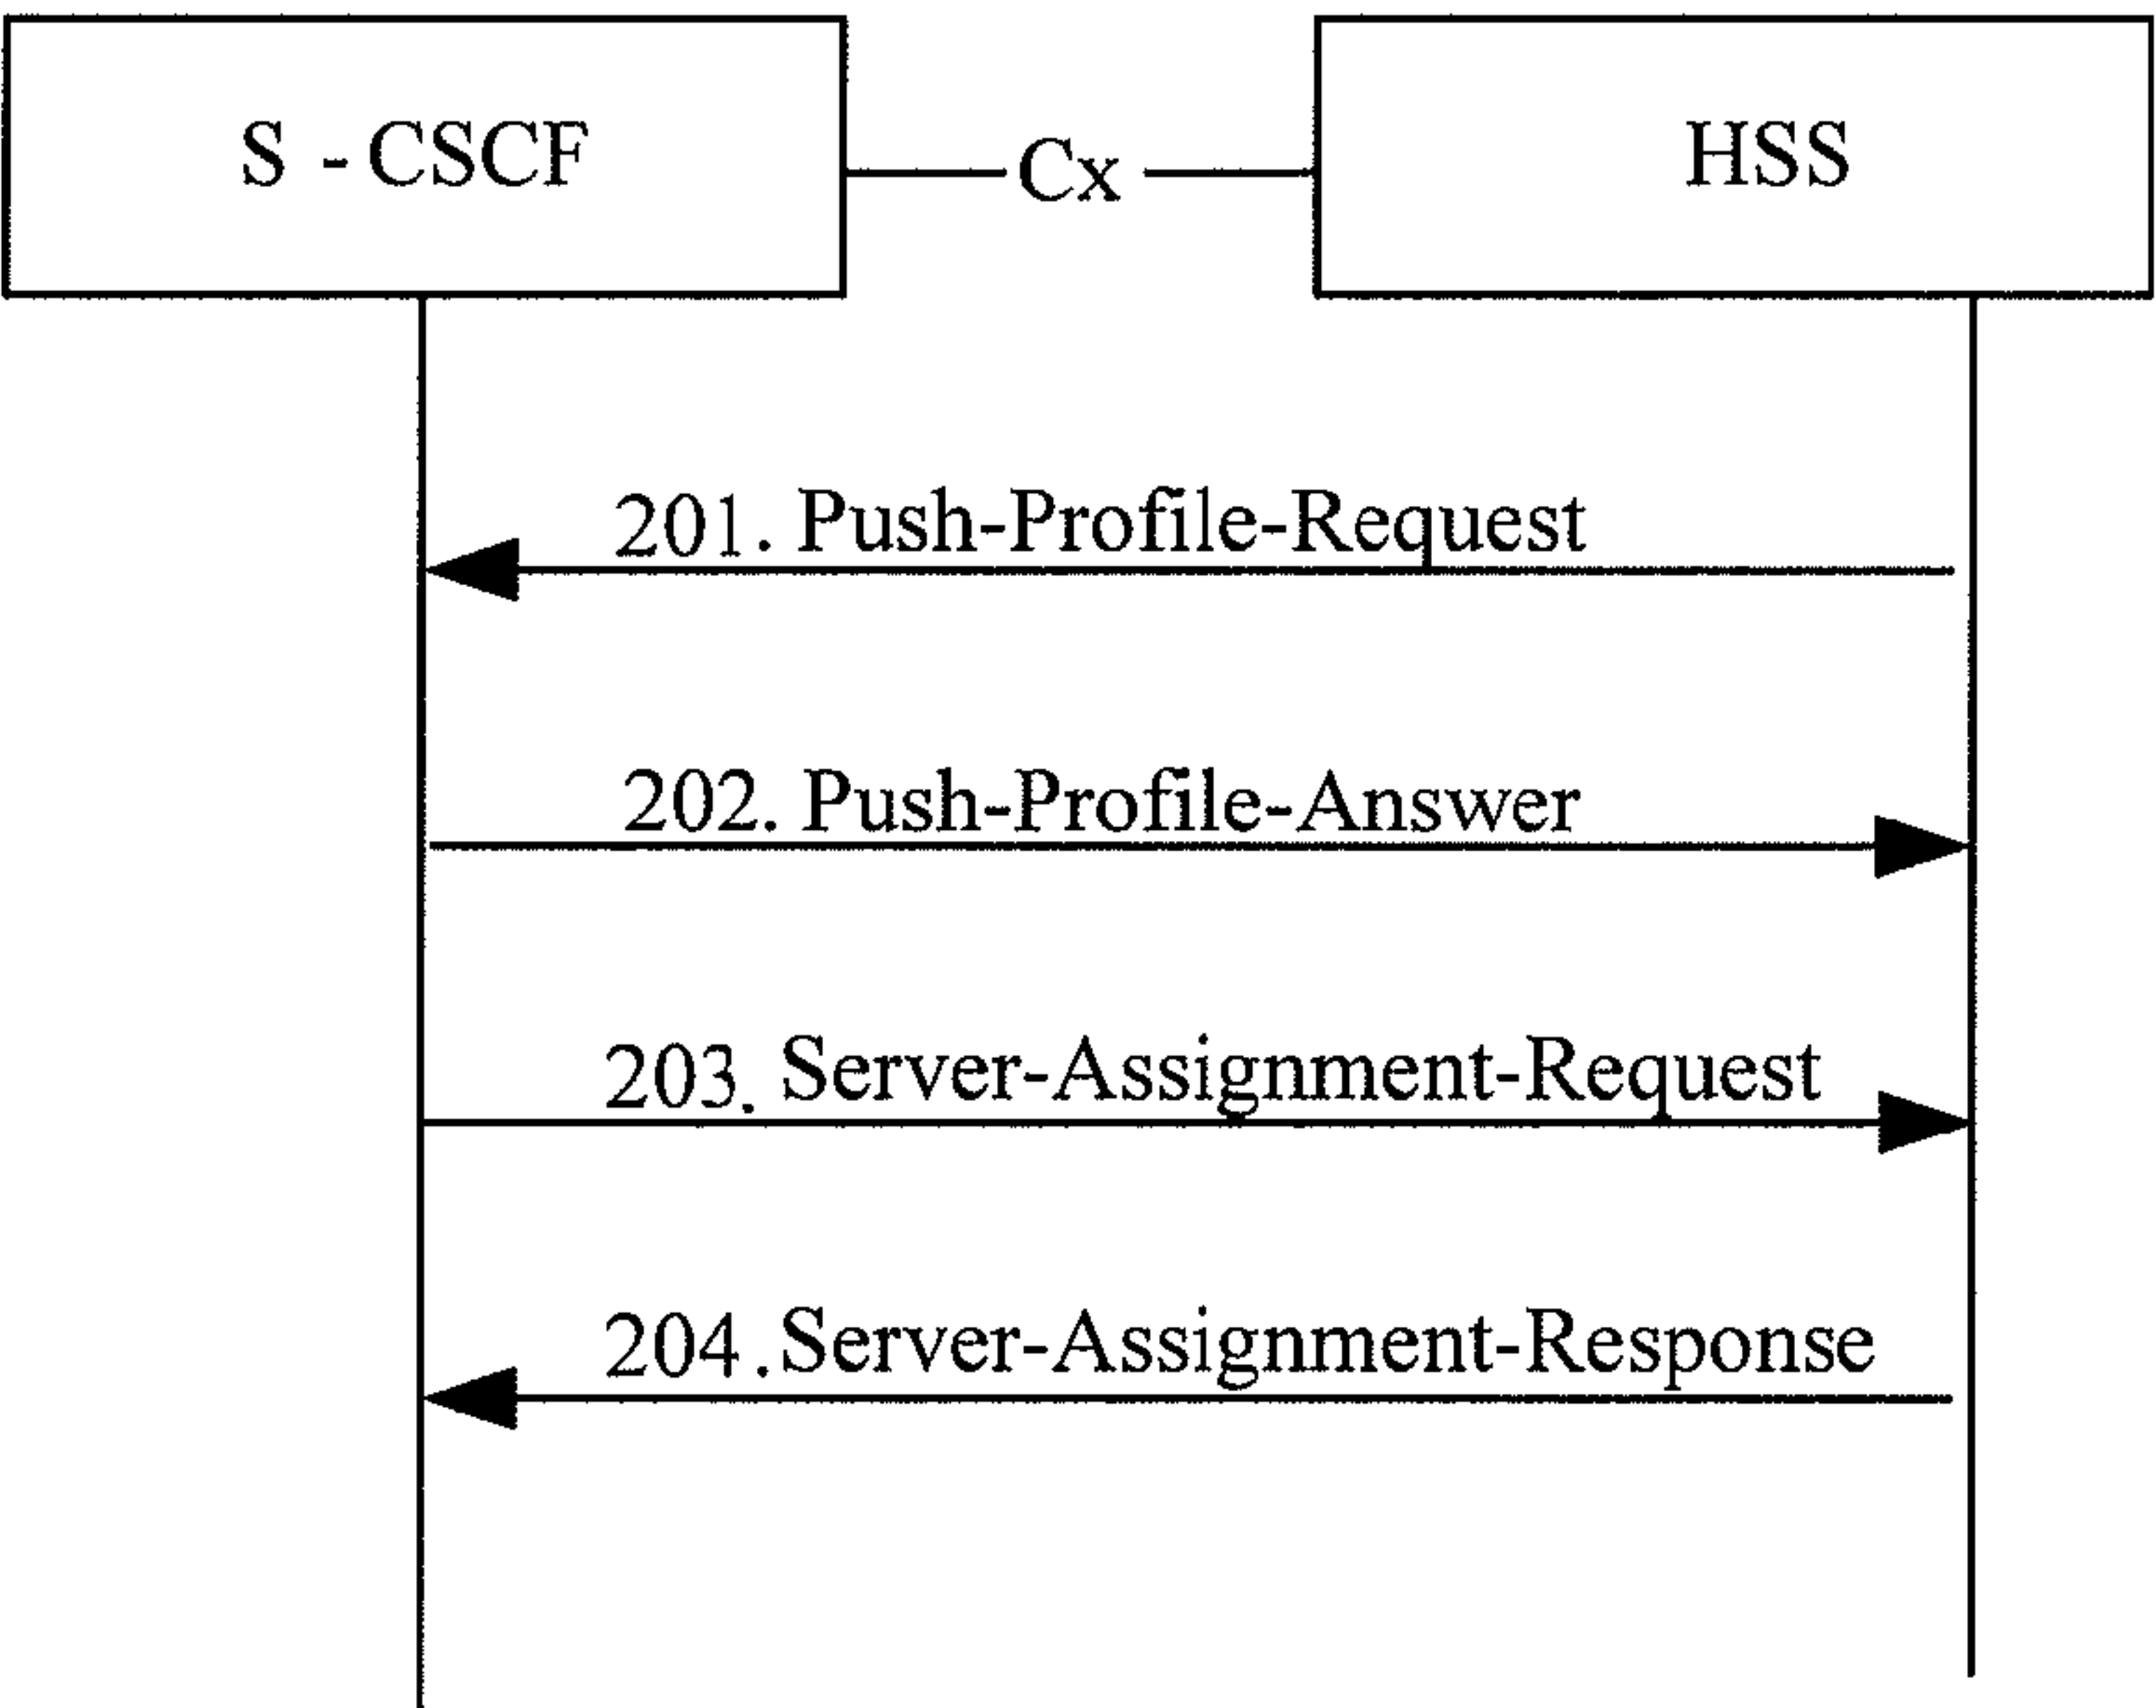 S - CSCF
Cx
HSS
201. Push-Profile-Request
202. Push-Profile-Answer
203. Server-Assignment-Request
204. Server-Assignment-Response